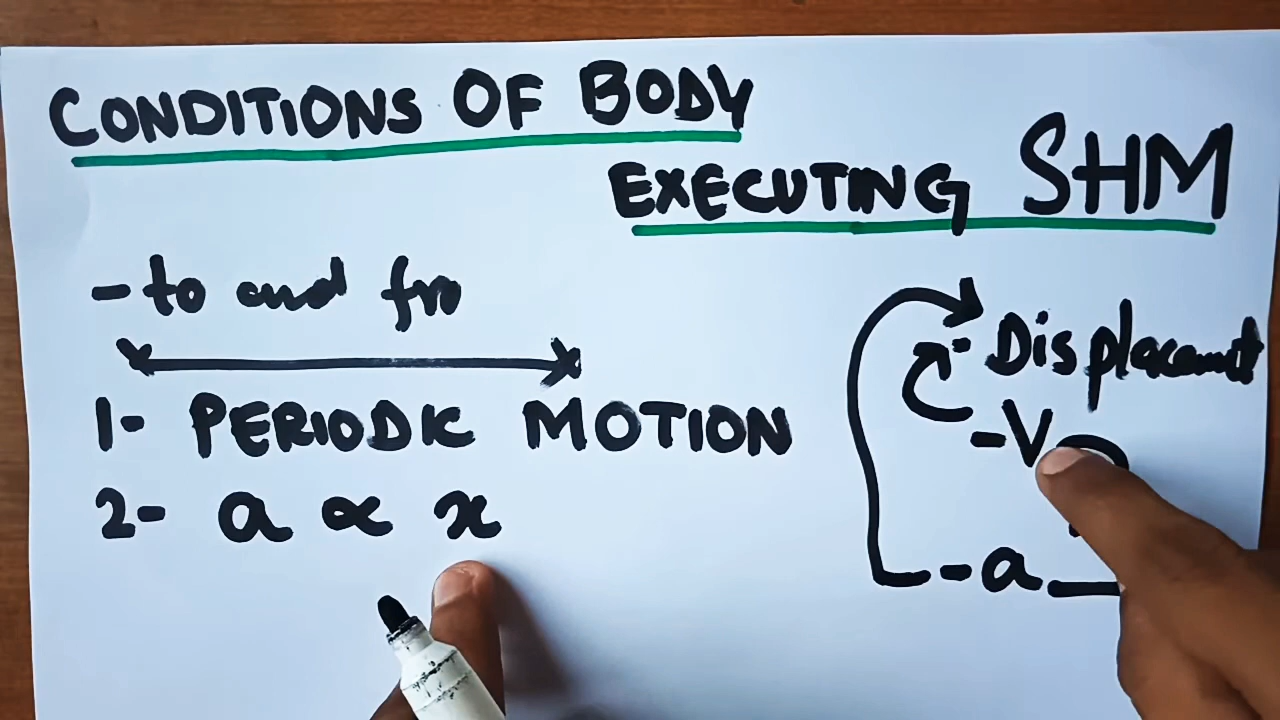 CONDITIONS OF BODY
EXECUTING SHM
- to and fro
1- PERIODIC MOTION
2- a ∝ x
- Displacement
- V
- a